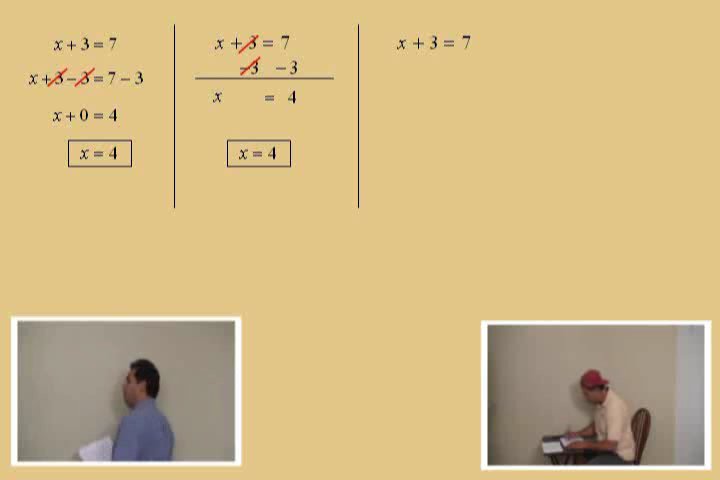 x + 3 = 7
x + 3 − 3 = 7 − 3
x + 0 = 4
x = 4
x + 3 = 7
−3 −3
x = 4
x = 4
x + 3 = 7